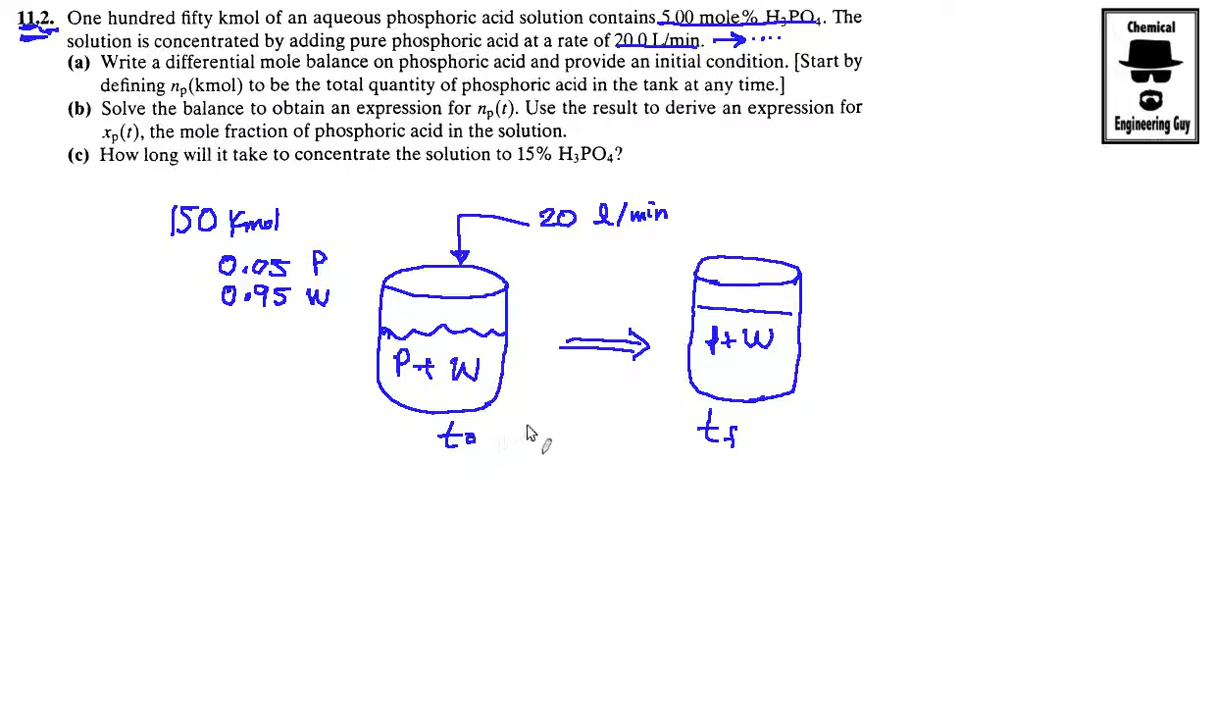 11.2. One hundred fifty kmol of an aqueous phosphoric acid solution contains 5.00 mole% H₃PO₄. The
solution is concentrated by adding pure phosphoric acid at a rate of 20.0 L/min.
(a) Write a differential mole balance on phosphoric acid and provide an initial condition. [Start by
defining nₚ(kmol) to be the total quantity of phosphoric acid in the tank at any time.]
(b) Solve the balance to obtain an expression for nₚ(t). Use the result to derive an expression for
xₚ(t), the mole fraction of phosphoric acid in the solution.
(c) How long will it take to concentrate the solution to 15% H₃PO₄?
Chemical
Engineering Guy
150 Kmol
20 l/min
0.05 P
0.95 W
P+ W
P+ W
t₀
t_f